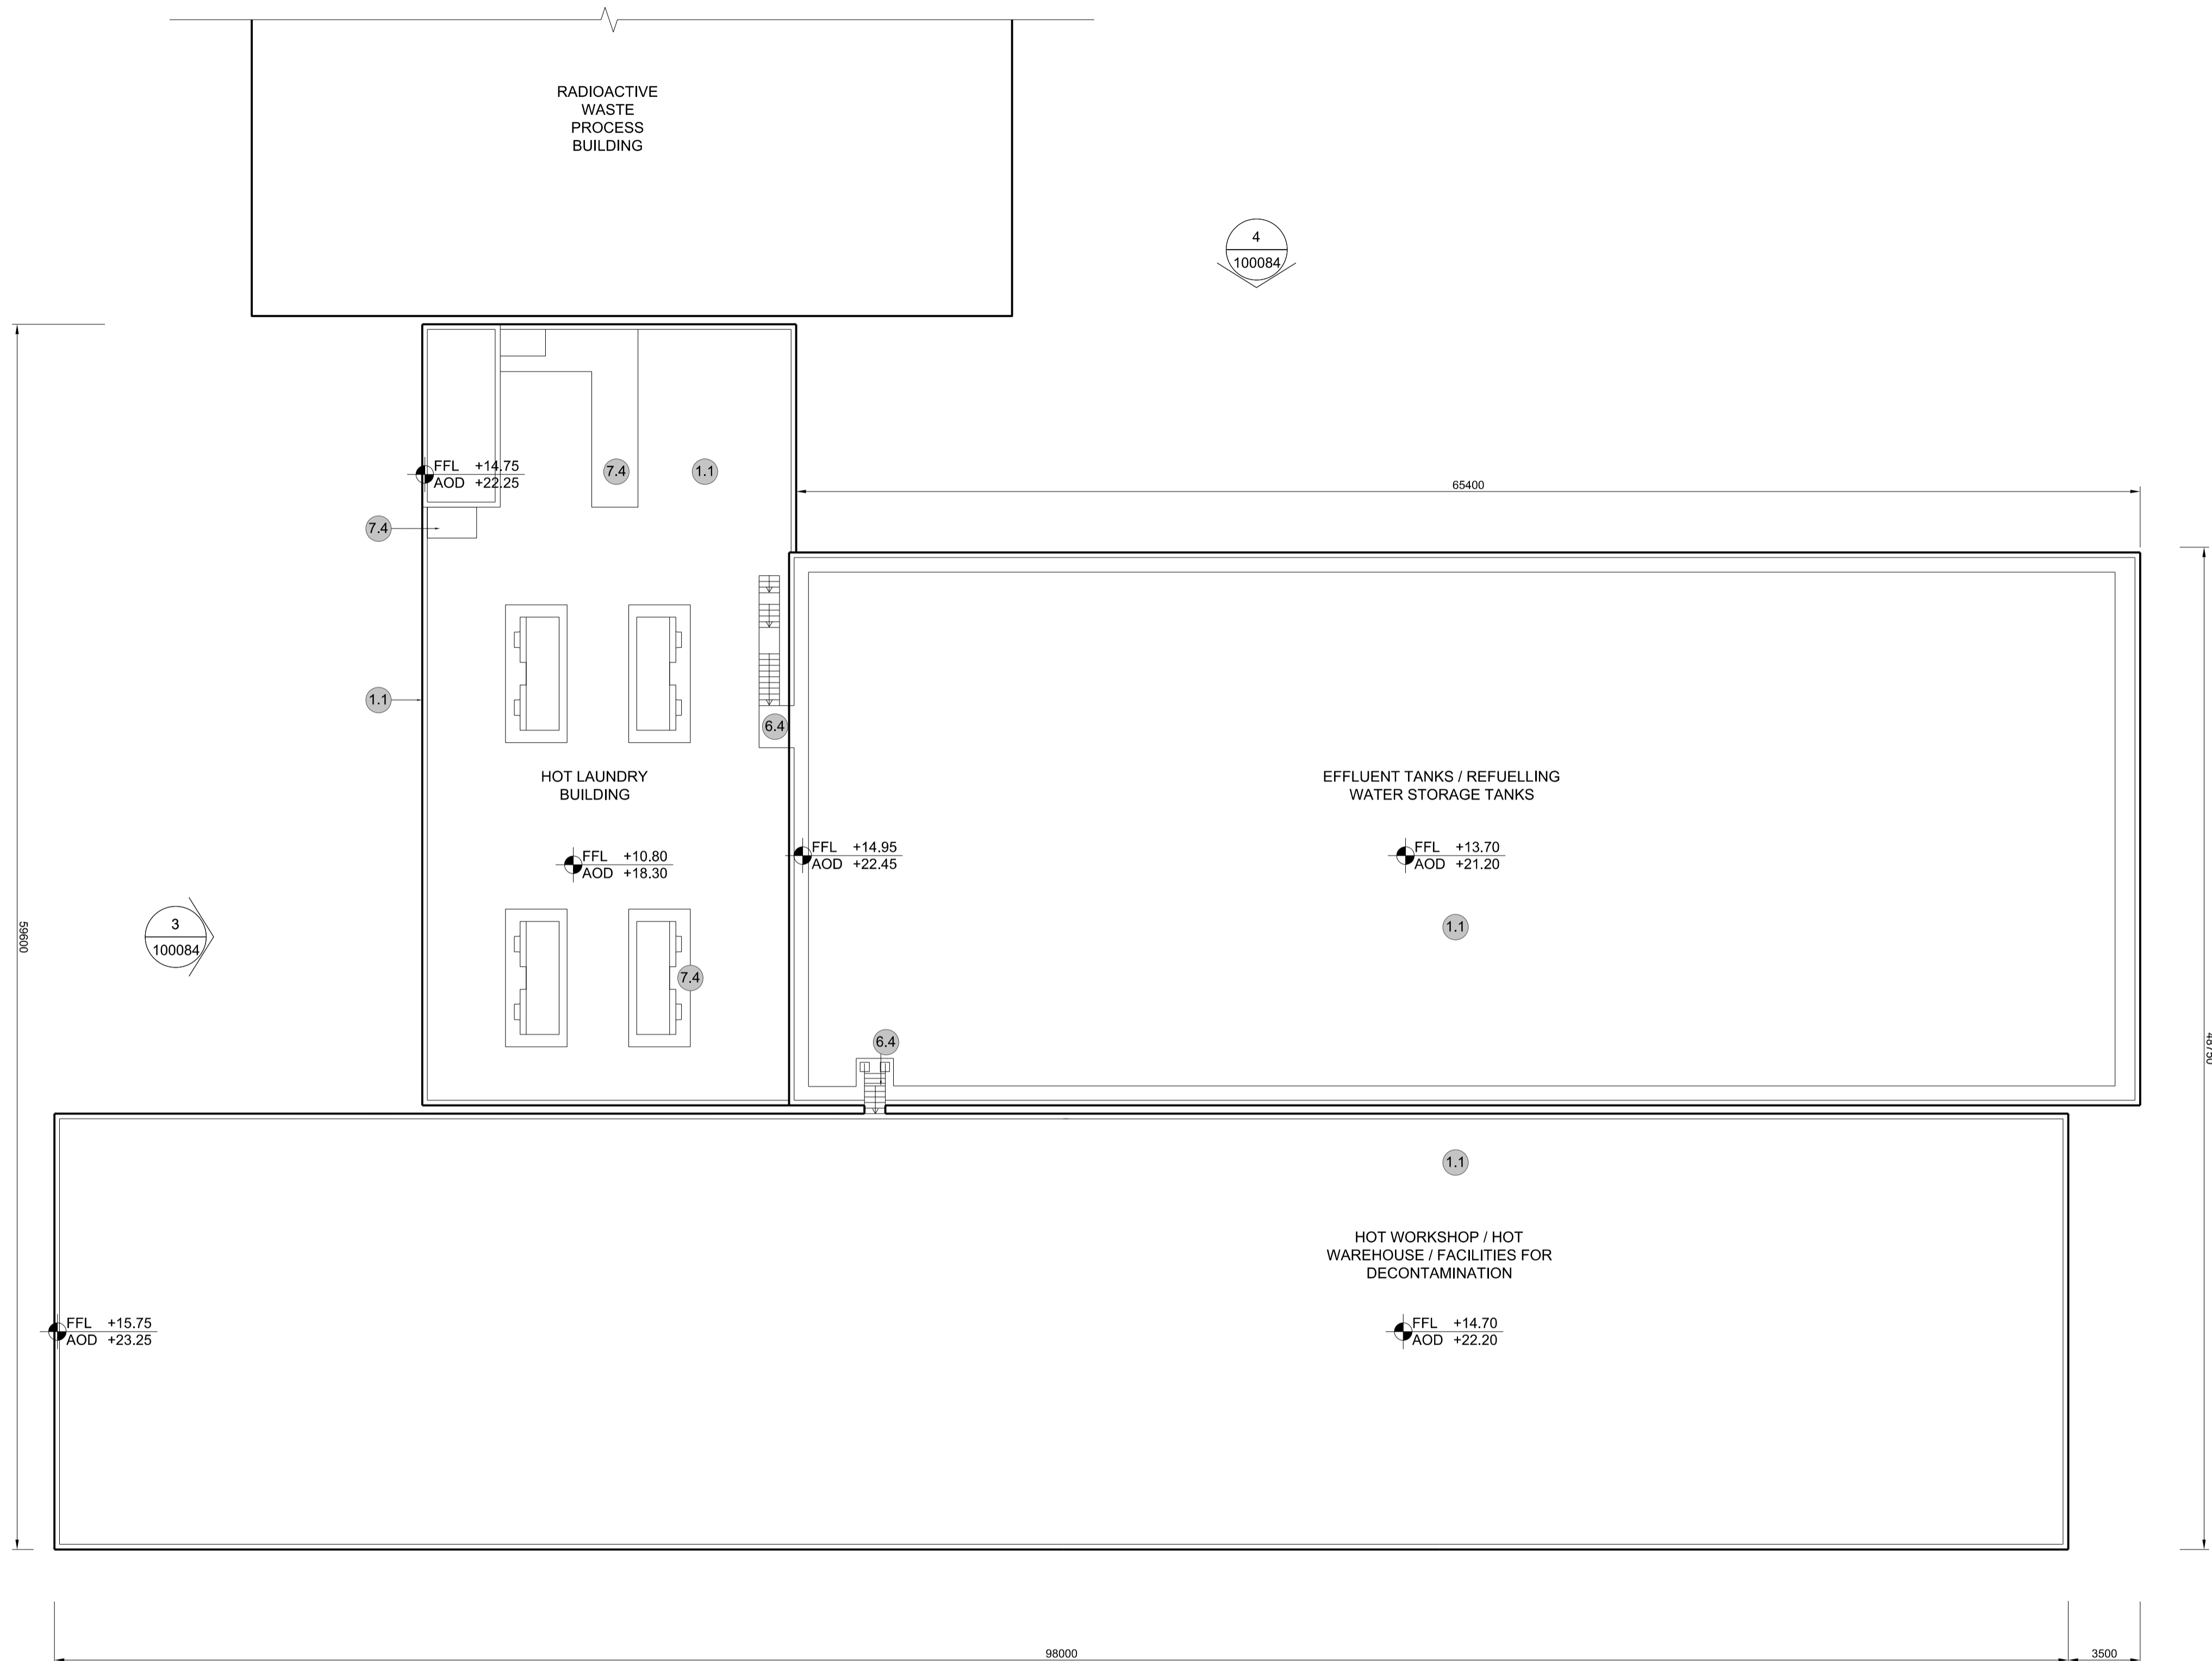 RADIOACTIVE
WASTE
PROCESS
BUILDING
4
100084
FFL +14.75
AOD +22.25
7.4
1.1
65400
7.4
1.1
6.4
HOT LAUNDRY
BUILDING
EFFLUENT TANKS / REFUELLING
WATER STORAGE TANKS
FFL +10.80
AOD +18.30
FFL +14.95
AOD +22.45
FFL +13.70
AOD +21.20
3
100084
59600
1.1
7.4
6.4
48750
1.1
HOT WORKSHOP / HOT
WAREHOUSE / FACILITIES FOR
DECONTAMINATION
FFL +15.75
AOD +23.25
FFL +14.70
AOD +22.20
98000
3500